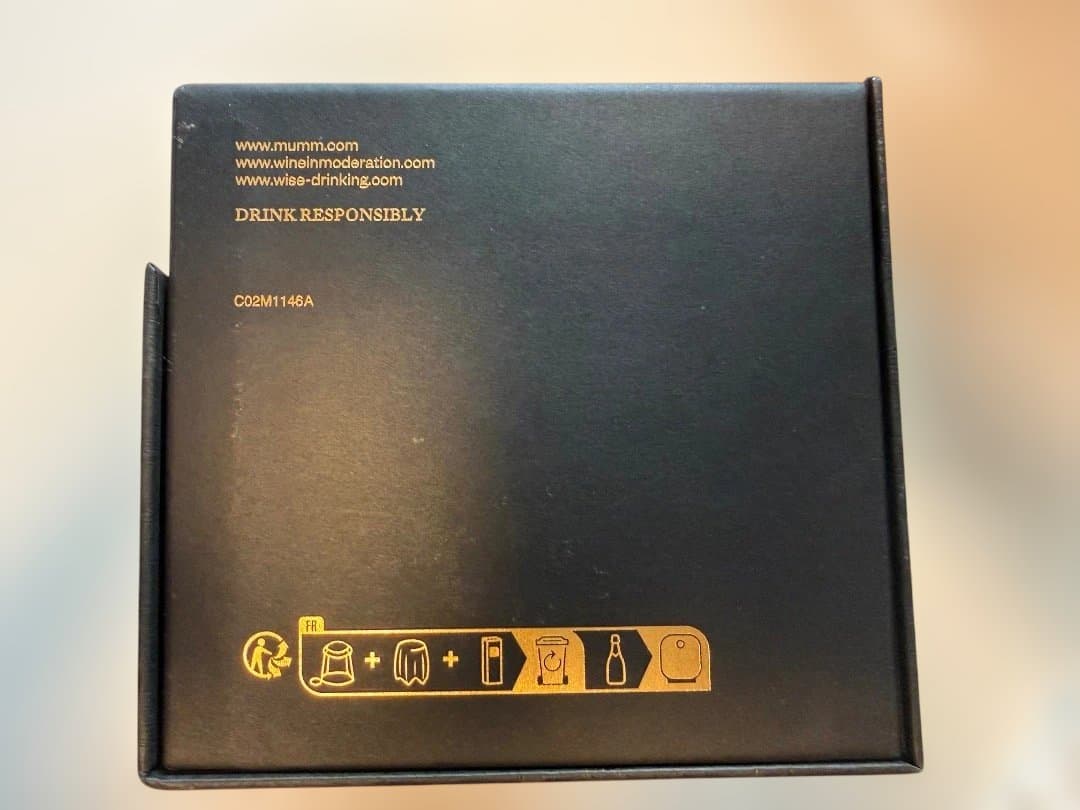 www.mumm.com
www.wineinmoderation.com
www.wise-drinking.com
DRINK RESPONSIBLY
C02M1146A
FR
+ +